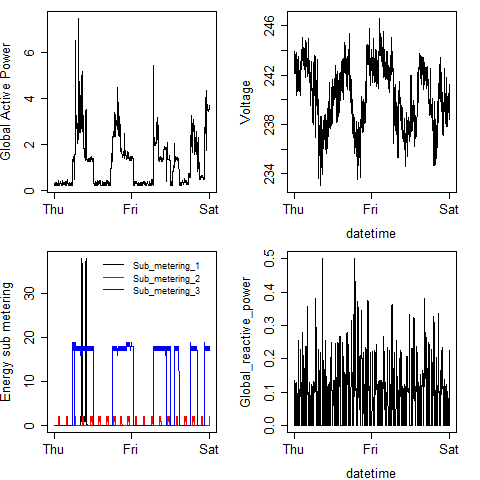 Global Active Power
6
4
2
0
Thu
Fri
Sat
Voltage
246
242
238
234
Thu
Fri
Sat
datetime
Energy sub metering
30
20
10
0
Sub_metering_1
Sub_metering_2
Sub_metering_3
Thu
Fri
Sat
Global_reactive_power
0.5
0.4
0.3
0.2
0.1
0.0
Thu
Fri
Sat
datetime